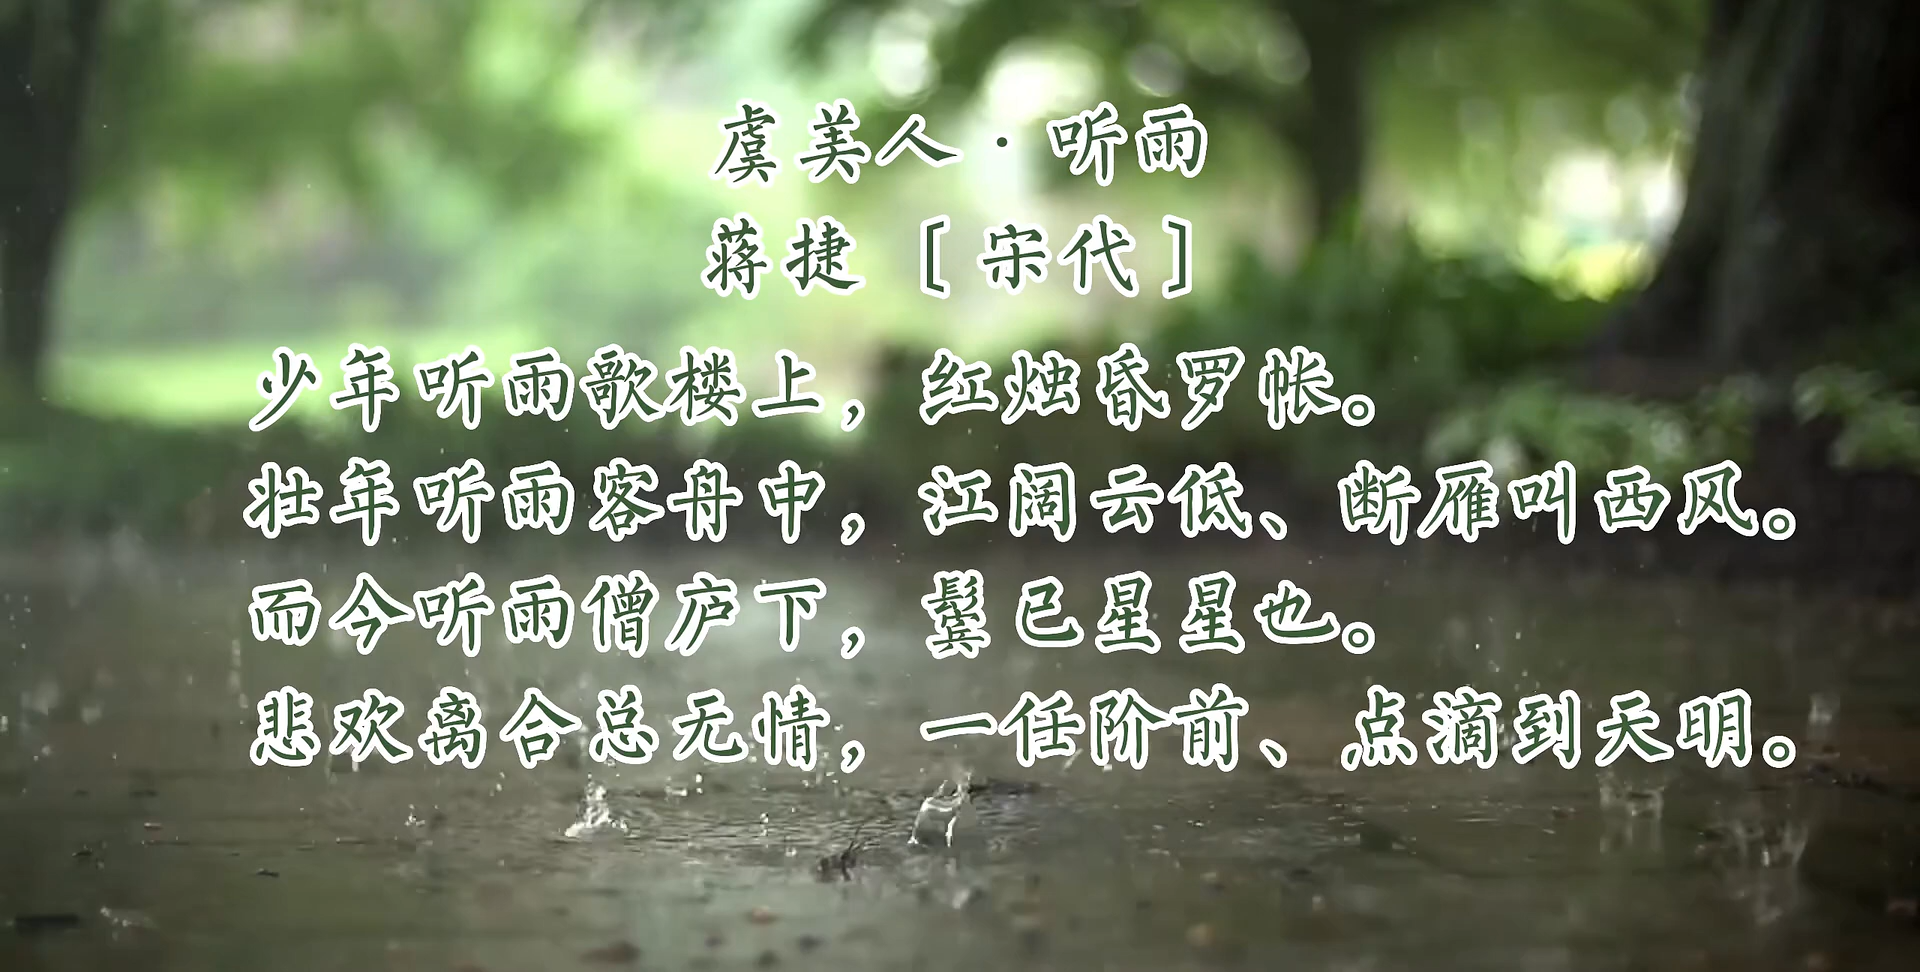 虞美人·听雨
蒋捷［宋代］
少年听雨歌楼上，红烛昏罗帐。
壮年听雨客舟中，江阔云低、断雁叫西风。
而今听雨僧庐下，鬓已星星也。
悲欢离合总无情，一任阶前、点滴到天明。